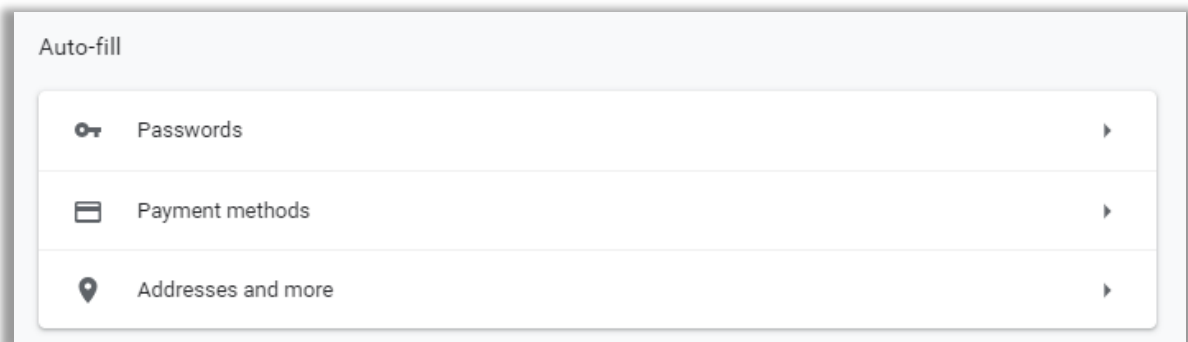 Auto-fill
Passwords
Payment methods
Addresses and more